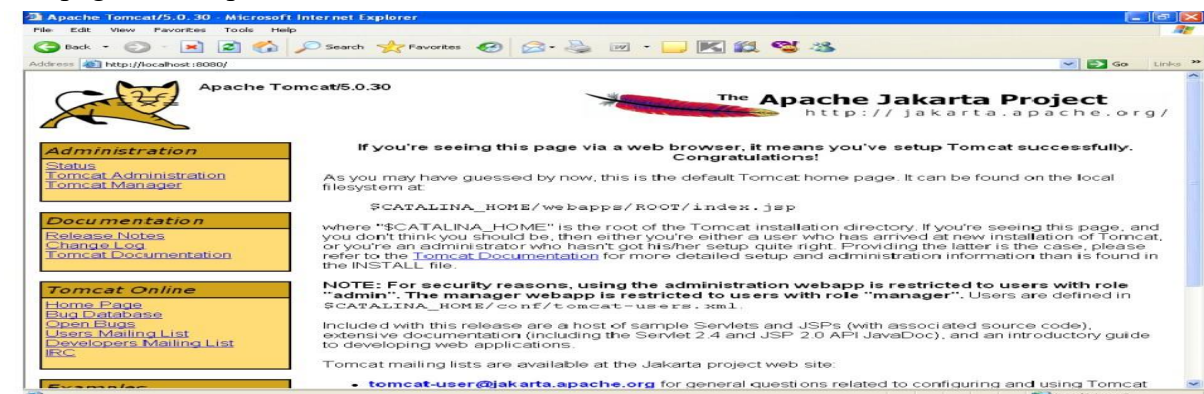 Apache Tomcat/5.0.30 - Microsoft Internet Explorer
File Edit View Favorites Tools Help
Back Search Favorites
Address http://localhost:8080/ Go Links
Apache Tomcat/5.0.30
The Apache Jakarta Project
http://jakarta.apache.org/
Administration
Status
Tomcat Administration
Tomcat Manager
Documentation
Release Notes
Change Log
Tomcat Documentation
Tomcat Online
Home Page
Bug Database
Open Bugs
Users Mailing List
Developers Mailing List
IRC
Examples
If you're seeing this page via a web browser, it means you've setup Tomcat successfully.
Congratulations!
As you may have guessed by now, this is the default Tomcat home page. It can be found on the local
filesystem at:
$CATALINA_HOME/webapps/ROOT/index.jsp
where "$CATALINA_HOME" is the root of the Tomcat installation directory. If you're seeing this page, and
you don't think you should be, then either you're either a user who has arrived at new installation of Tomcat,
or you're an administrator who hasn't got his/her setup quite right. Providing the latter is the case, please
refer to the Tomcat Documentation for more detailed setup and administration information than is found in
the INSTALL file.
NOTE: For security reasons, using the administration webapp is restricted to users with role
"admin". The manager webapp is restricted to users with role "manager". Users are defined in
$CATALINA_HOME/conf/tomcat-users.xml.
Included with this release are a host of sample Servlets and JSPs (with associated source code),
extensive documentation (including the Servlet 2.4 and JSP 2.0 API JavaDoc), and an introductory guide
to developing web applications.
Tomcat mailing lists are available at the Jakarta project web site:
• tomcat-user@jakarta.apache.org for general questions related to configuring and using Tomcat